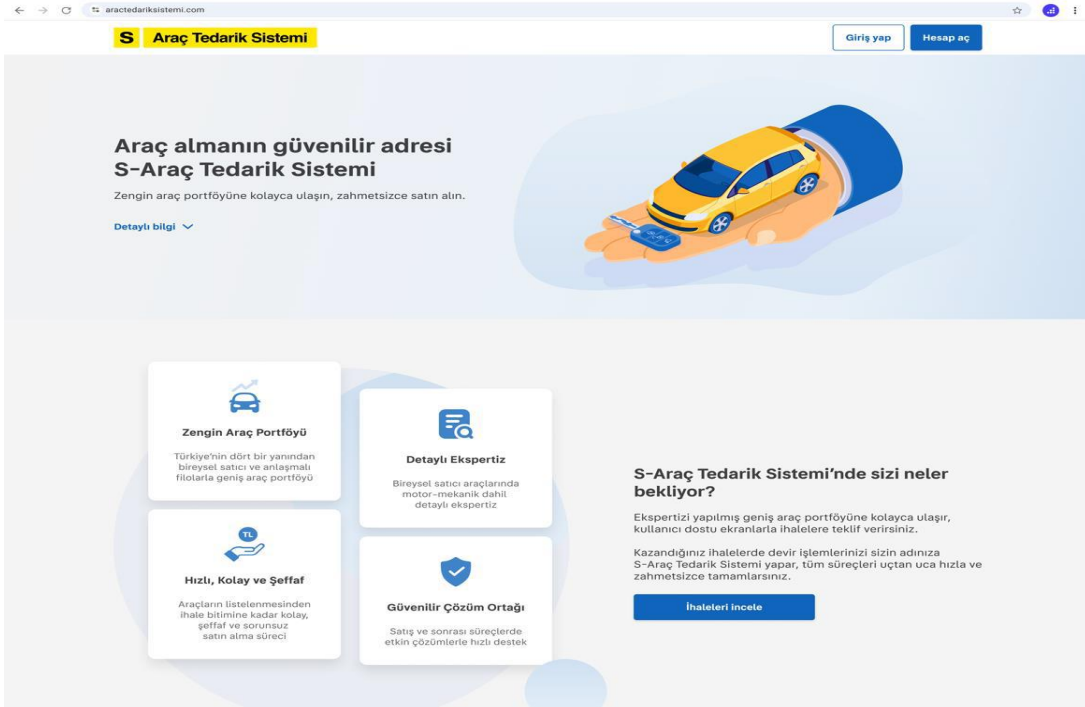 aractedariksistemi.com
S Araç Tedarik Sistemi
Giriş yap
Hesap aç
Araç almanın güvenilir adresi
S-Araç Tedarik Sistemi
Zengin araç portföyüne kolayca ulaşın, zahmetsizce satın alın.
Detaylı bilgi
Zengin Araç Portföyü
Türkiye'nin dört bir yanından
bireysel satıcı ve anlaşmalı
filolarla geniş araç portföyü
Detaylı Ekspertiz
Bireysel satıcı araçlarında
motor-mekanik dahil
detaylı ekspertiz
TL
Hızlı, Kolay ve Şeffaf
Araçların listelenmesinden
ihale bitimine kadar kolay,
şeffaf ve sorunsuz
satın alma süreci
Güvenilir Çözüm Ortağı
Satış ve sonrası süreçlerde
etkin çözümlerle hızlı destek
S-Araç Tedarik Sistemi'nde sizi neler
bekliyor?
Ekspertizi yapılmış geniş araç portföyüne kolayca ulaşır,
kullanıcı dostu ekranlarla ihalelere teklif verirsiniz.
Kazandığınız ihalelerde devir işlemlerinizi sizin adınıza
S-Araç Tedarik Sistemi yapar, tüm süreçleri uçtan uca hızla ve
zahmetsizce tamamlarsınız.
İhaleleri incele